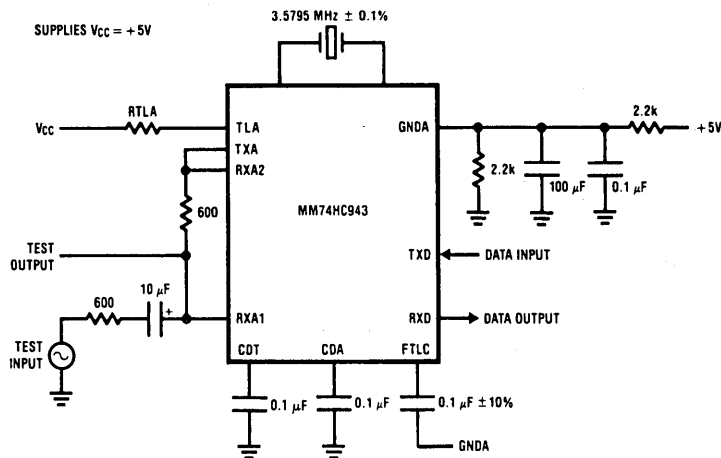 3.5795 MHz ± 0.1%
SUPPLIES VCC = +5V
RTLA
VCC
TLA
GNDA
2.2k
+5V
TXA
RXA2
2.2k
100 µF
0.1 µF
MM74HC943
600
TEST
OUTPUT
TXD
DATA INPUT
10 µF
600
+
RXA1
RXD
DATA OUTPUT
TEST
INPUT
CDT
CDA
FTLC
0.1 µF
0.1 µF
0.1 µF ±10%
GNDA